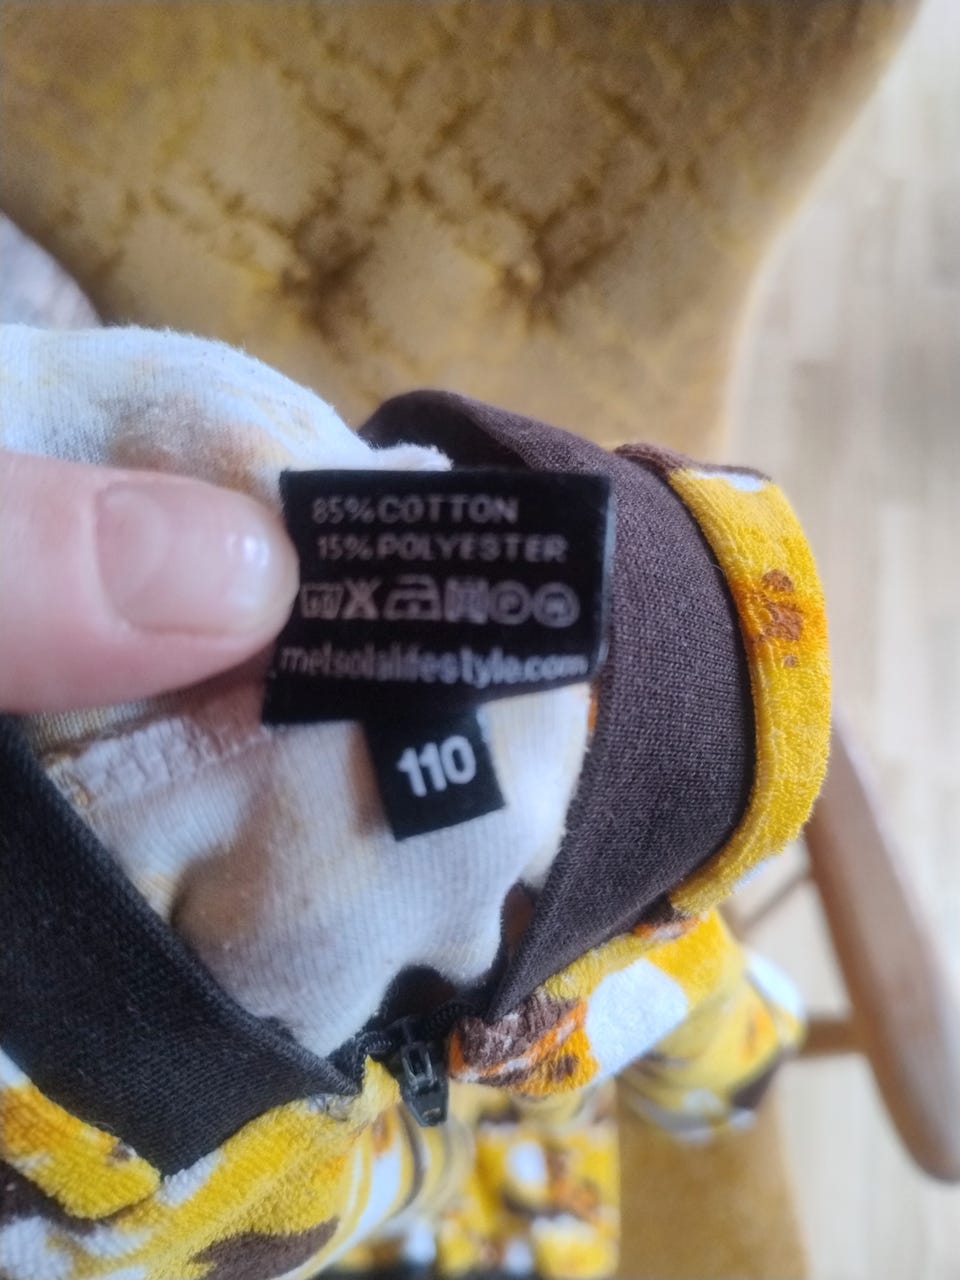 85% COTTON
15% POLYESTER
metsolalifestyle.com
110